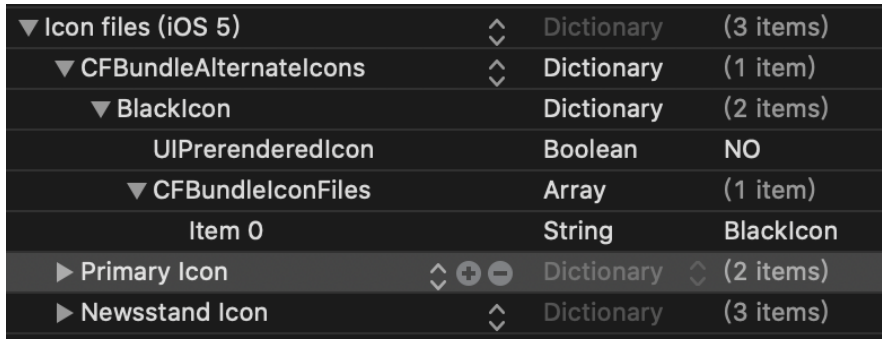 Icon files (iOS 5) Dictionary (3 items)
CFBundleAlternateIcons Dictionary (1 item)
BlackIcon Dictionary (2 items)
UIPrerenderedIcon Boolean NO
CFBundleIconFiles Array (1 item)
Item 0 String BlackIcon
Primary Icon Dictionary (2 items)
Newsstand Icon Dictionary (3 items)